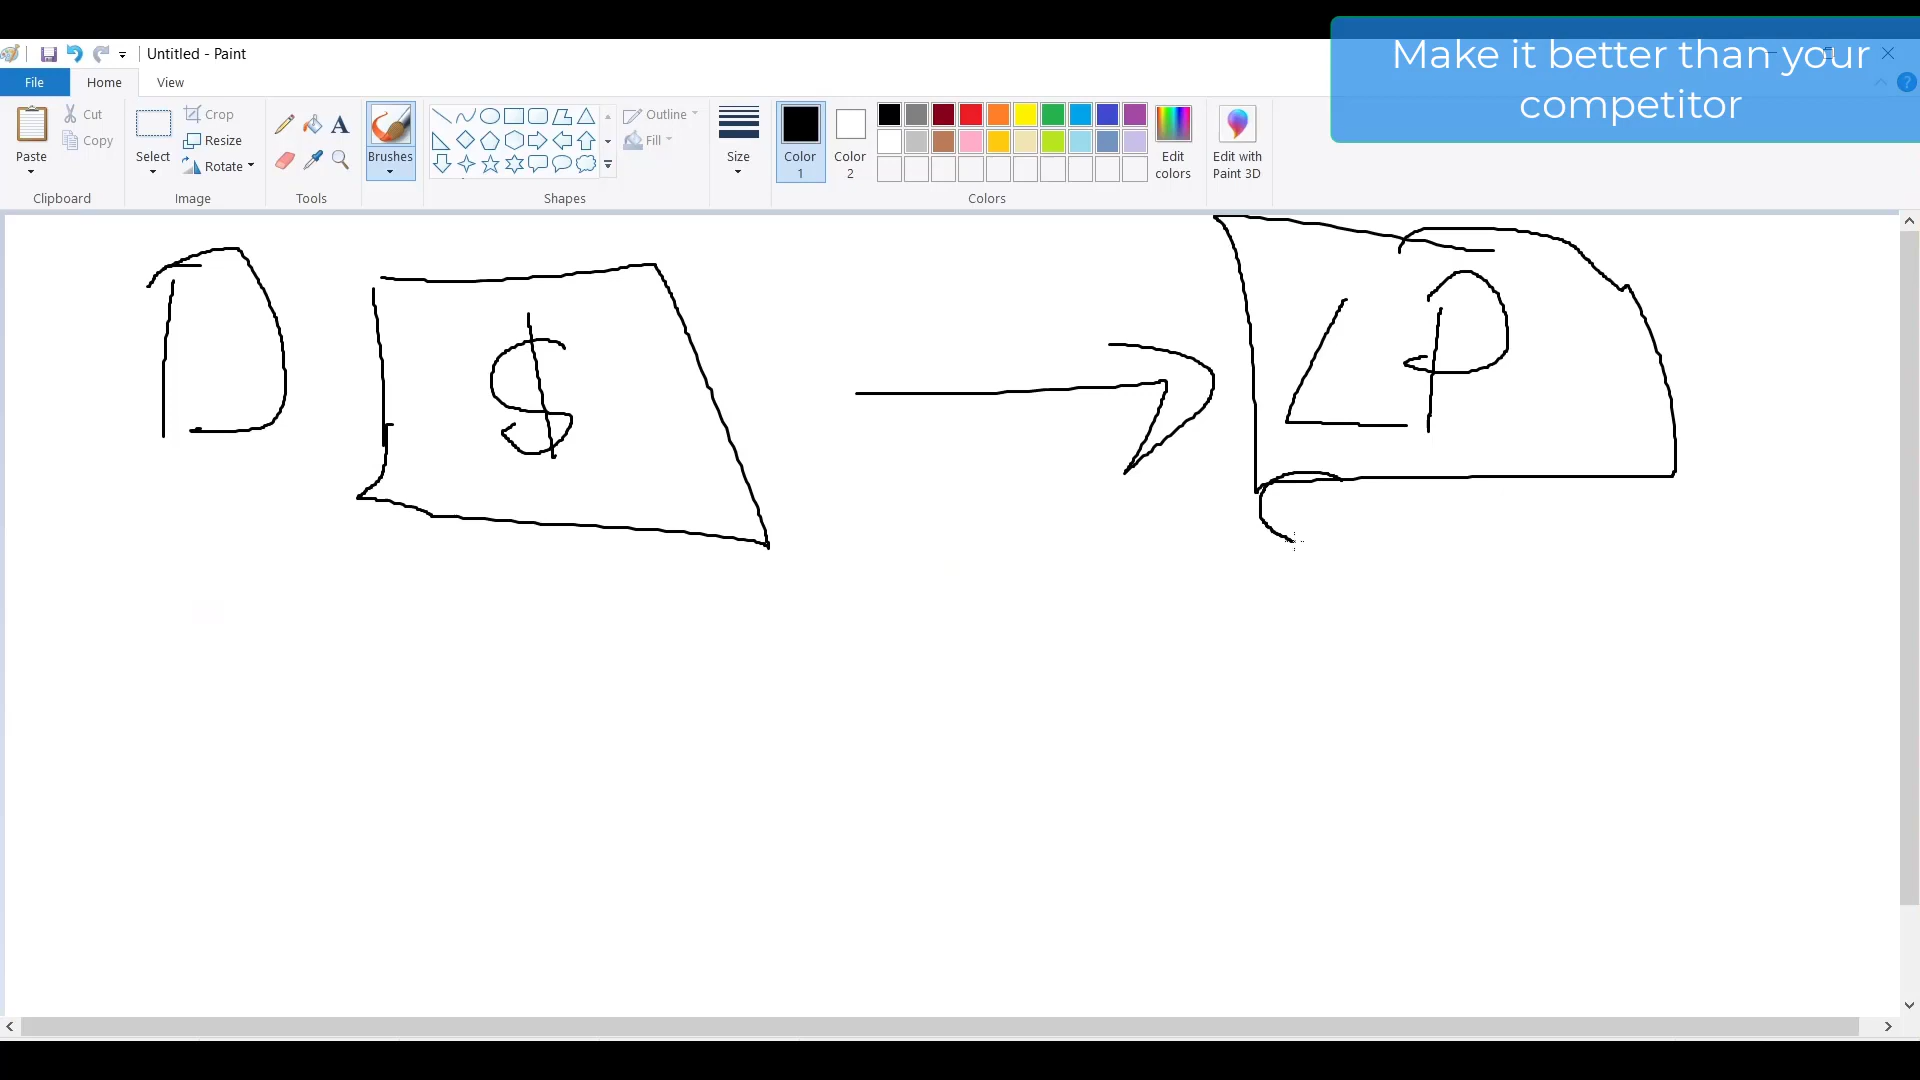 Untitled - Paint
Make it better than your
competitor
File
Home
View
Paste
Cut
Copy
Clipboard
Select
Crop
Resize
Rotate
Image
A
Tools
Brushes
Outline
Fill
Shapes
Size
Color
1
Color
2
Edit
colors
Colors
Edit with
Paint 3D
D
$
LP